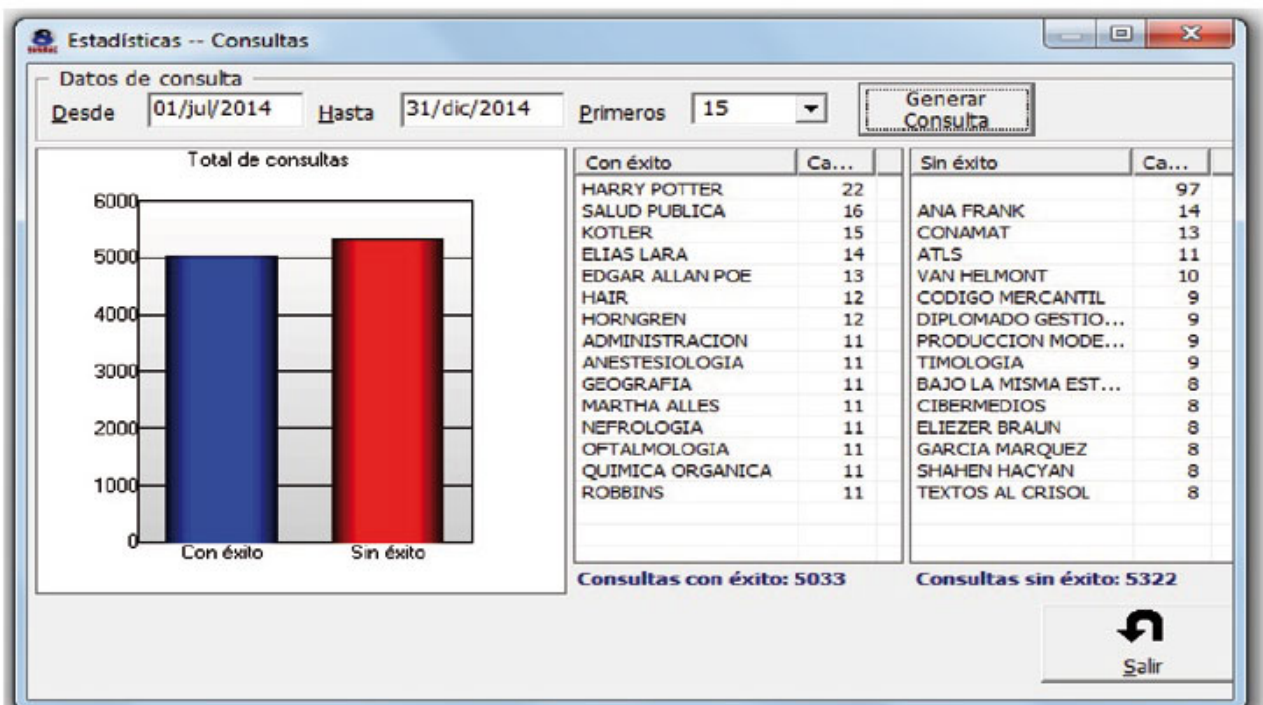 Estadísticas -- Consultas
Datos de consulta
Desde 01/jul/2014 Hasta 31/dic/2014 Primeros 15 Generar Consulta
Total de consultas
6000
5000
4000
3000
2000
1000
0
Con éxito Sin éxito
Con éxito Ca...
HARRY POTTER 22
SALUD PUBLICA 16
KOTLER 15
ELIAS LARA 14
EDGAR ALLAN POE 13
HAIR 12
HORNGREN 12
ADMINISTRACION 11
ANESTESIOLOGIA 11
GEOGRAFIA 11
MARTHA ALLES 11
NEFROLOGIA 11
OFTALMOLOGIA 11
QUIMICA ORGANICA 11
ROBBINS 11
Consultas con éxito: 5033
Sin éxito Ca...
97
ANA FRANK 14
CONAMAT 13
ATLS 11
VAN HELMONT 10
CODIGO MERCANTIL 9
DIPLOMADO GESTIO... 9
PRODUCCION MODE... 9
TIMOLOGIA 9
BAJO LA MISMA EST... 8
CIBERMEDIOS 8
ELIEZER BRAUN 8
GARCIA MARQUEZ 8
SHAHEN HACYAN 8
TEXTOS AL CRISOL 8
Consultas sin éxito: 5322
Salir